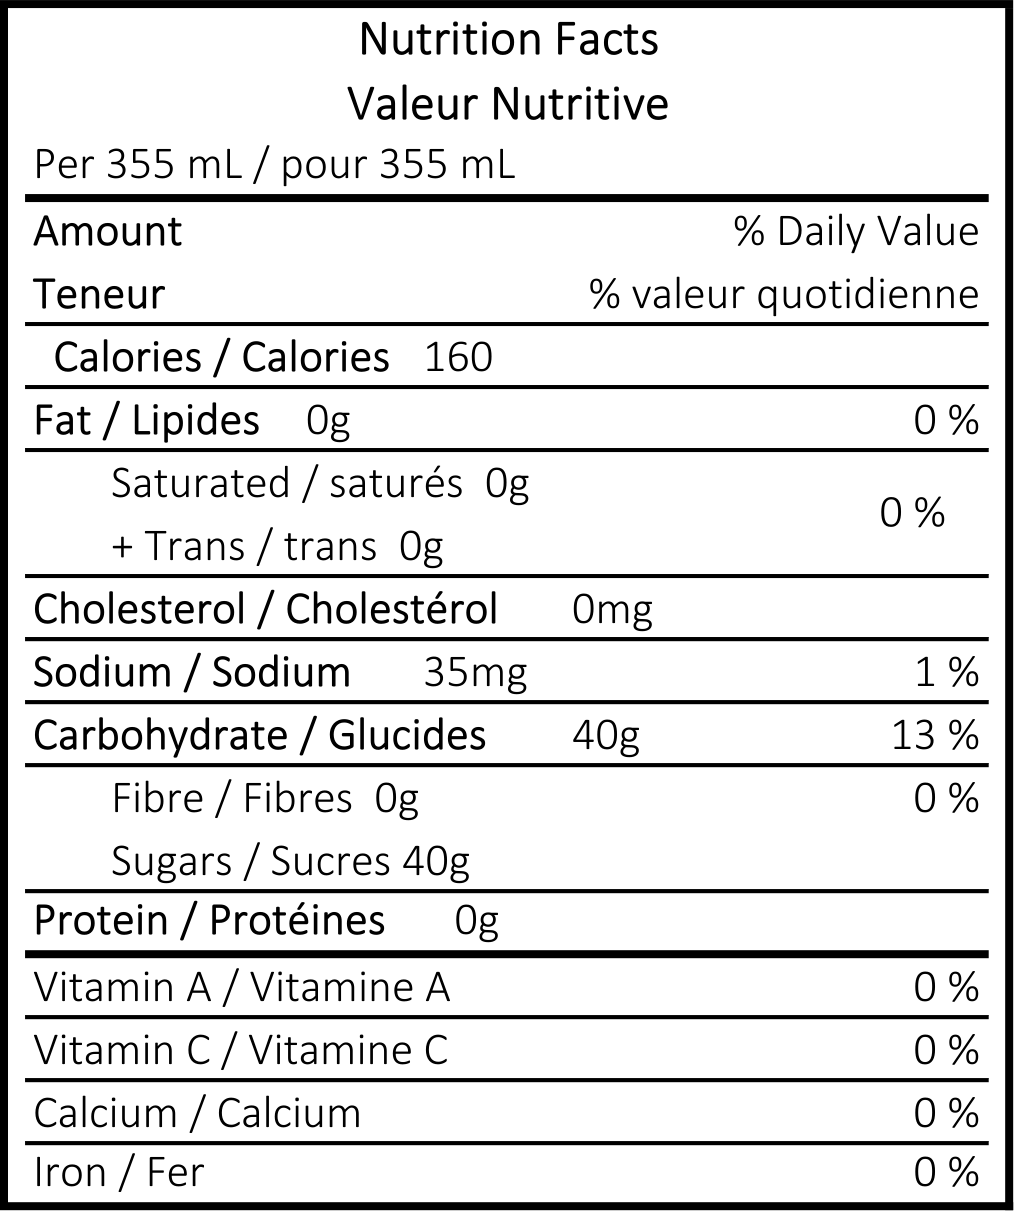 Nutrition Facts
Valeur Nutritive
Per 355 mL / pour 355 mL
Amount % Daily Value
Teneur % valeur quotidienne
Calories / Calories 160
Fat / Lipides 0g 0 %
Saturated / saturés 0g
0 %
+ Trans / trans 0g
Cholesterol / Cholestérol 0mg
Sodium / Sodium 35mg 1 %
Carbohydrate / Glucides 40g 13 %
Fibre / Fibres 0g 0 %
Sugars / Sucres 40g
Protein / Protéines 0g
Vitamin A / Vitamine A 0 %
Vitamin C / Vitamine C 0 %
Calcium / Calcium 0 %
Iron / Fer 0 %